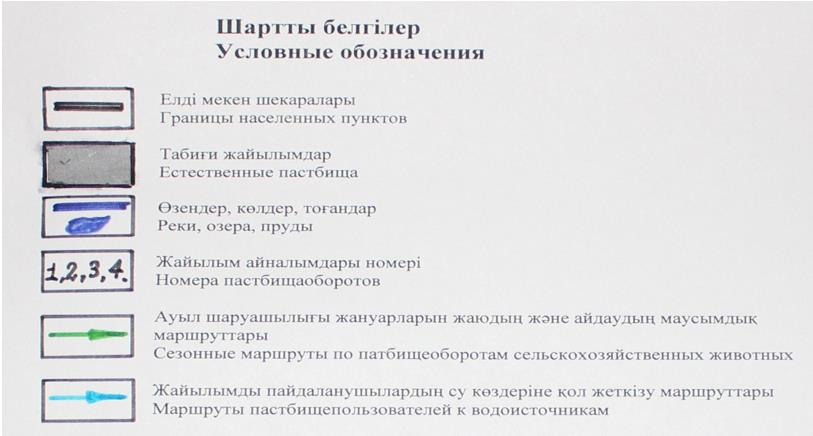 Шартты белгілер
Условные обозначения
Елді мекен шекаралары
Границы населенных пунктов
Табиғи жайылымдар
Естественные пастбища
Өзендер, көлдер, тоғандар
Реки, озера, пруды
1,2,3,4.
Жайылым айналымдары номері
Номера пастбищаоборотов
Ауыл шаруашылығы жануарларын жаюдың және айдаудың маусымдық
маршруттары
Сезонные маршруты по патбищеоборотам сельскохозяйственных животных
Жайылымды пайдаланушылардың су көздеріне қол жеткізу маршруттары
Маршруты пастбищепользователей к водоисточникам